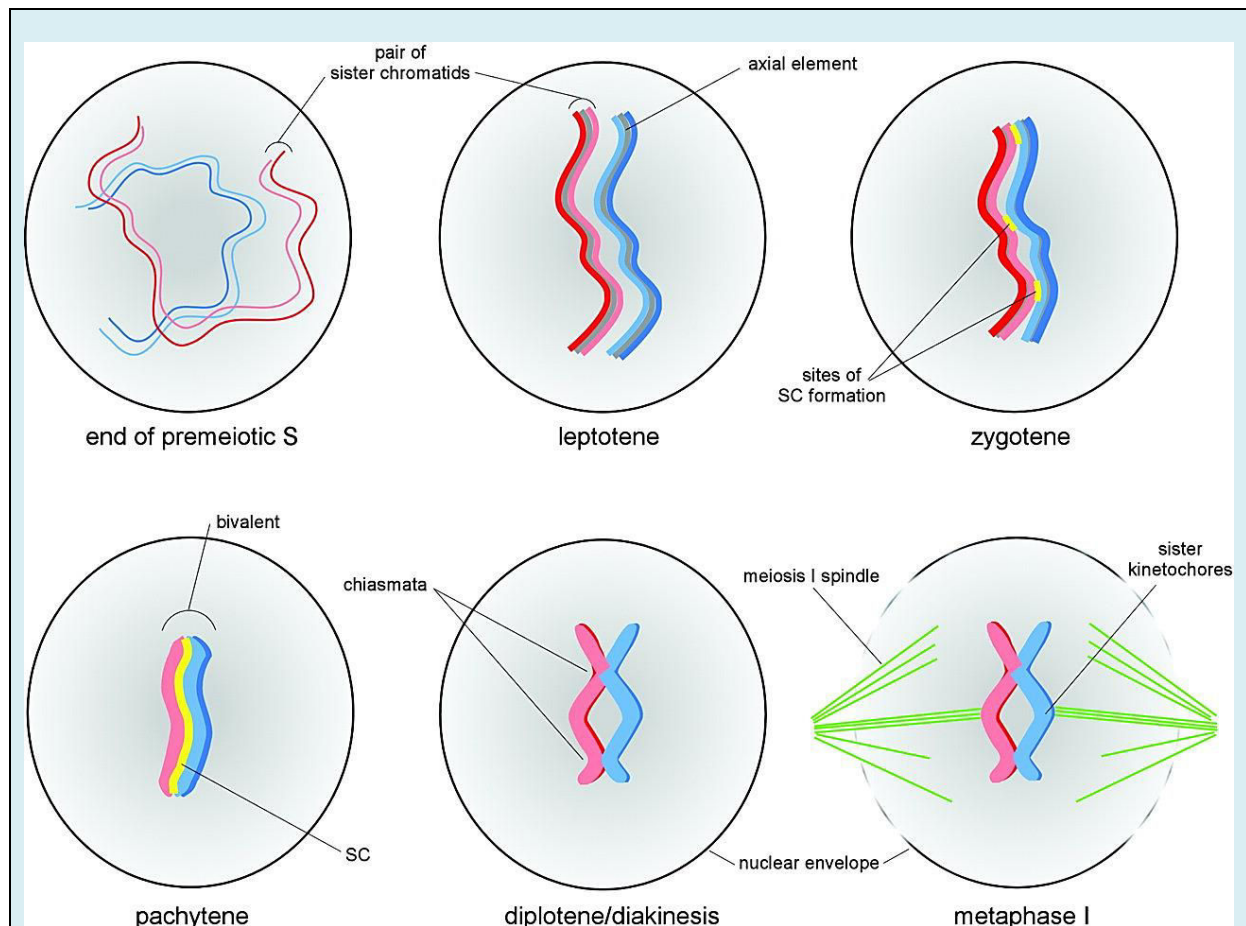 pair of
sister chromatids
axial element
sites of
SC formation
end of premeiotic S
leptotene
zygotene
bivalent
chiasmata
meiosis I spindle
sister
kinetochores
SC
nuclear envelope
pachytene
diplotene/diakinesis
metaphase I